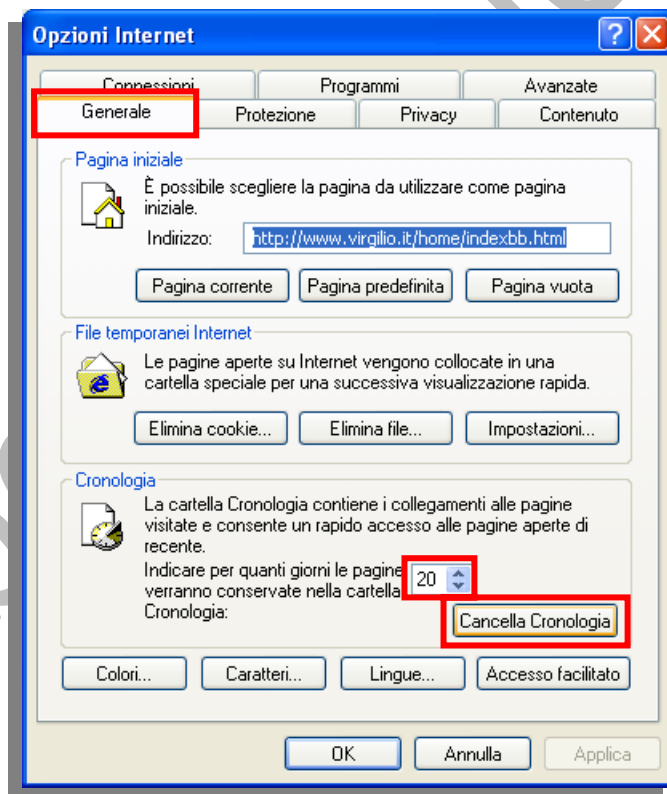 Opzioni Internet
Connessioni Programmi Avanzate
Generale Protezione Privacy Contenuto
Pagina iniziale
È possibile scegliere la pagina da utilizzare come pagina
iniziale.
Indirizzo: http://www.virgilio.it/home/indexbb.html
Pagina corrente Pagina predefinita Pagina vuota
File temporanei Internet
Le pagine aperte su Internet vengono collocate in una
cartella speciale per una successiva visualizzazione rapida.
Elimina cookie... Elimina file... Impostazioni...
Cronologia
La cartella Cronologia contiene i collegamenti alle pagine
visitate e consente un rapido accesso alle pagine aperte di
recente.
Indicare per quanti giorni le pagine 20
verranno conservate nella cartella
Cronologia:
Cancella Cronologia
Colori... Caratteri... Lingue... Accesso facilitato
OK Annulla Applica